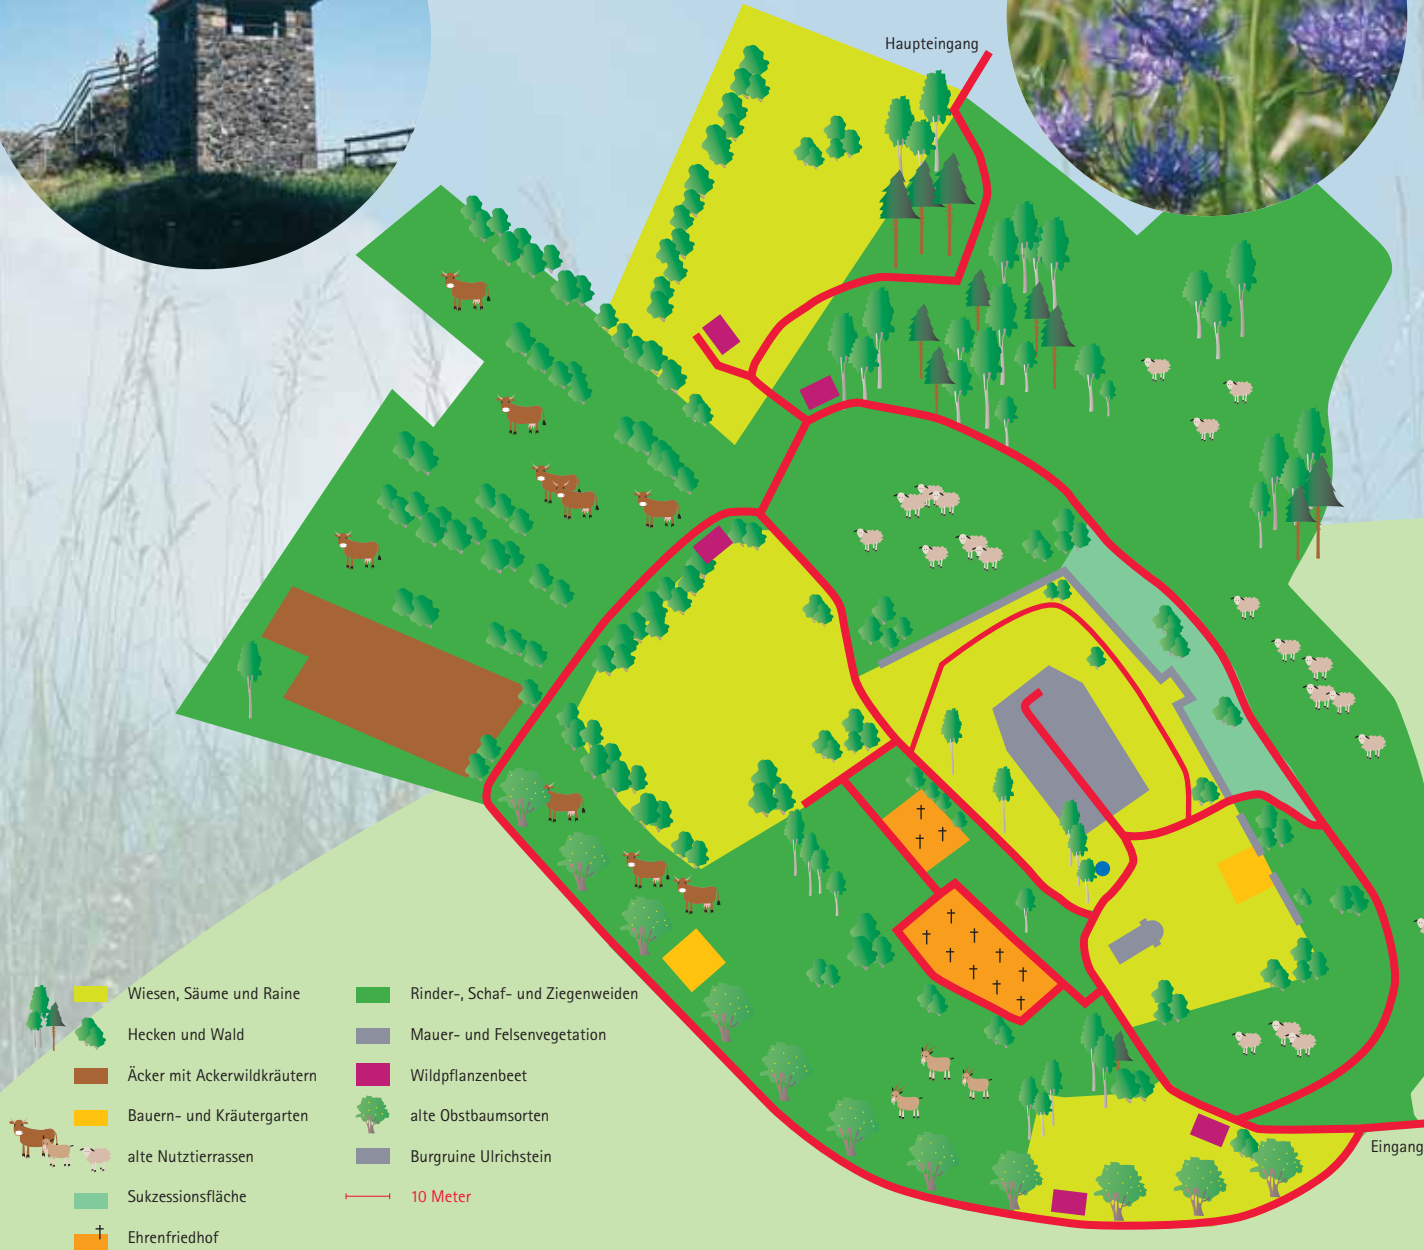 Haupteingang
Eingang
Wiesen, Säume und Raine
Hecken und Wald
Äcker mit Ackerwildkräutern
Bauern- und Kräutergarten
alte Nutztierrassen
Sukzessionsfläche
Ehrenfriedhof
Rinder-, Schaf- und Ziegenweiden
Mauer- und Felsenvegetation
Wildpflanzenbeet
alte Obstbaumsorten
Burgruine Ulrichstein
10 Meter